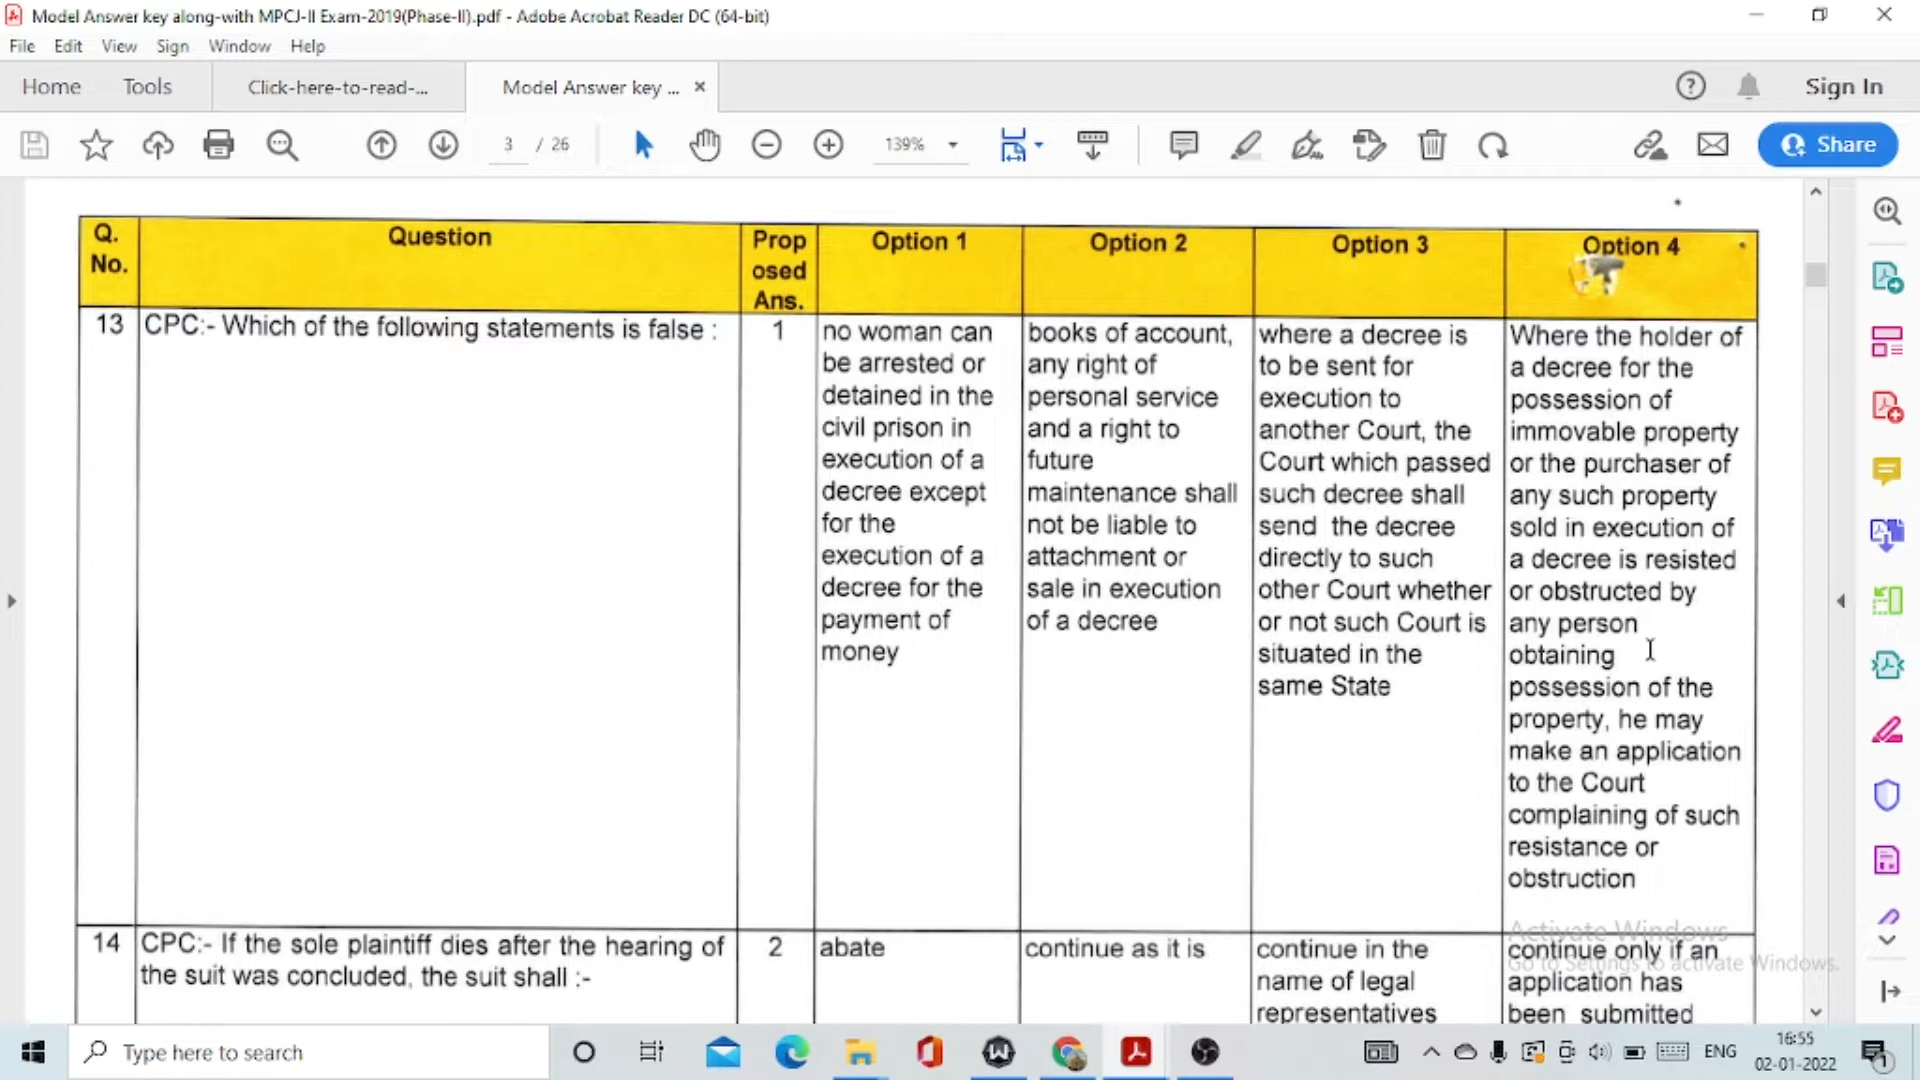 Model Answer key along-with MPCJ-II Exam-2019(Phase-II).pdf - Adobe Acrobat Reader DC (64-bit)
File Edit View Sign Window Help
Home Tools Click-here-to-read-... Model Answer key ... × Sign In
3 / 26 139% Share
Q. No.
Question
Prop osed Ans.
Option 1
Option 2
Option 3
Option 4
13
CPC:- Which of the following statements is false :
1
no woman can
be arrested or
detained in the
civil prison in
execution of a
decree except
for the
execution of a
decree for the
payment of
money
books of account,
any right of
personal service
and a right to
future
maintenance shall
not be liable to
attachment or
sale in execution
of a decree
where a decree is
to be sent for
execution to
another Court, the
Court which passed
such decree shall
send the decree
directly to such
other Court whether
or not such Court is
situated in the
same State
Where the holder of
a decree for the
possession of
immovable property
or the purchaser of
any such property
sold in execution of
a decree is resisted
or obstructed by
any person
obtaining
possession of the
property, he may
make an application
to the Court
complaining of such
resistance or
obstruction
14
CPC:- If the sole plaintiff dies after the hearing of
the suit was concluded, the suit shall :-
2
abate
continue as it is
continue in the
name of legal
representatives
continue only if an
application has
been submitted
Activate Windows
Go to Settings to activate Windows.
Type here to search
ENG
16:55
02-01-2022
1